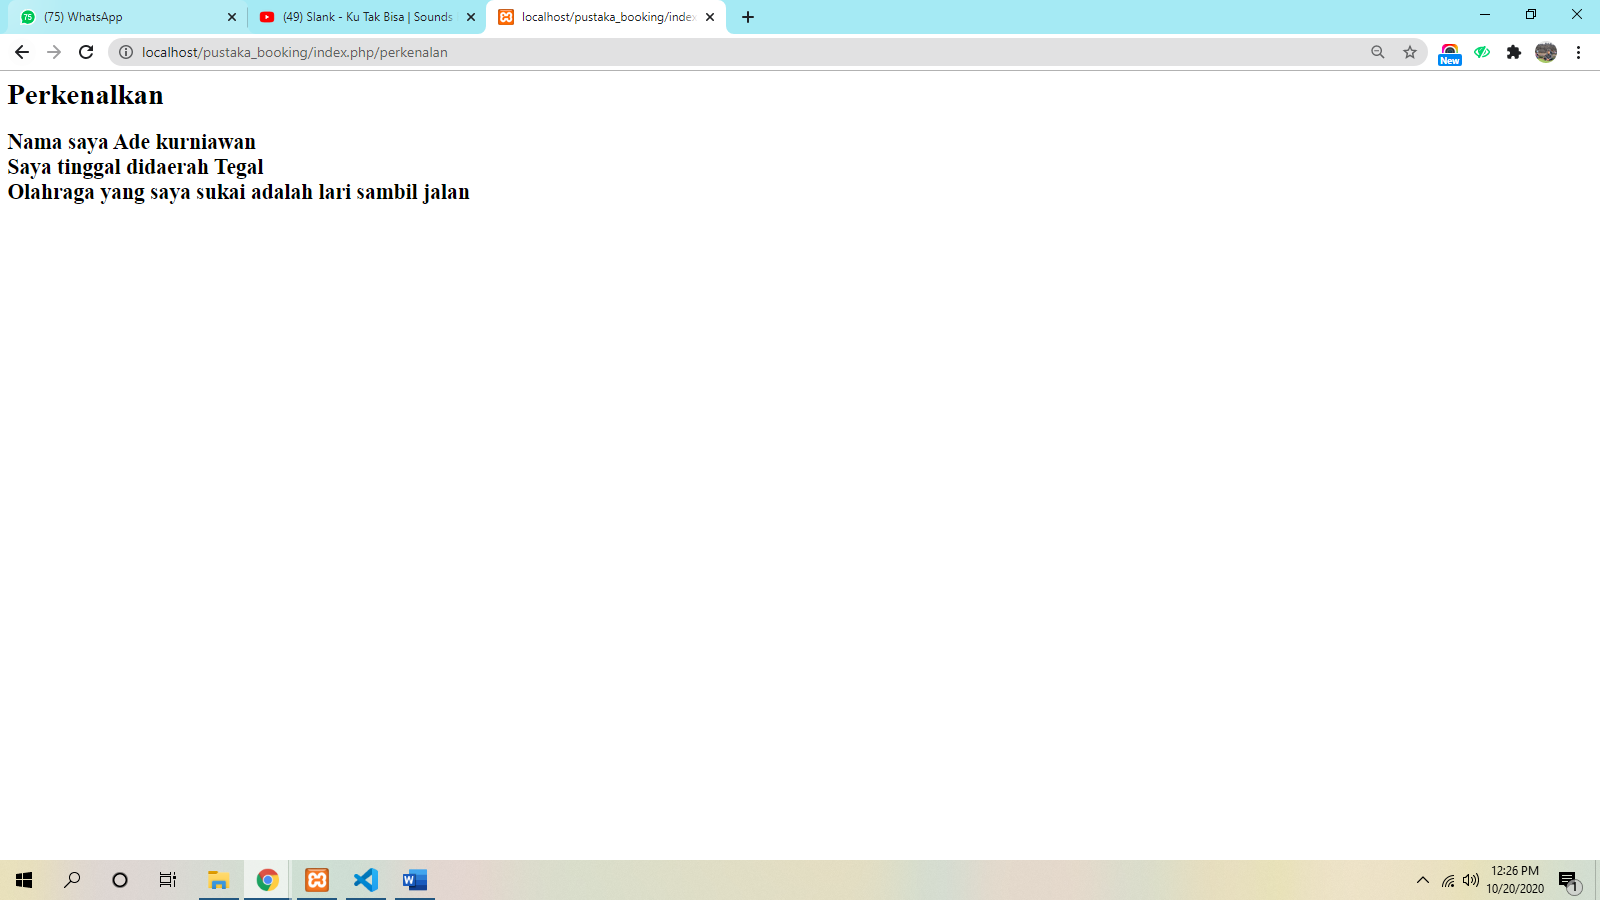 75
(75) WhatsApp
(49) Slank - Ku Tak Bisa | Sounds
localhost/pustaka_booking/index
localhost/pustaka_booking/index.php/perkenalan
New
Perkenalkan
Nama saya Ade kurniawan
Saya tinggal didaerah Tegal
Olahraga yang saya sukai adalah lari sambil jalan
W
12:26 PM
10/20/2020
1